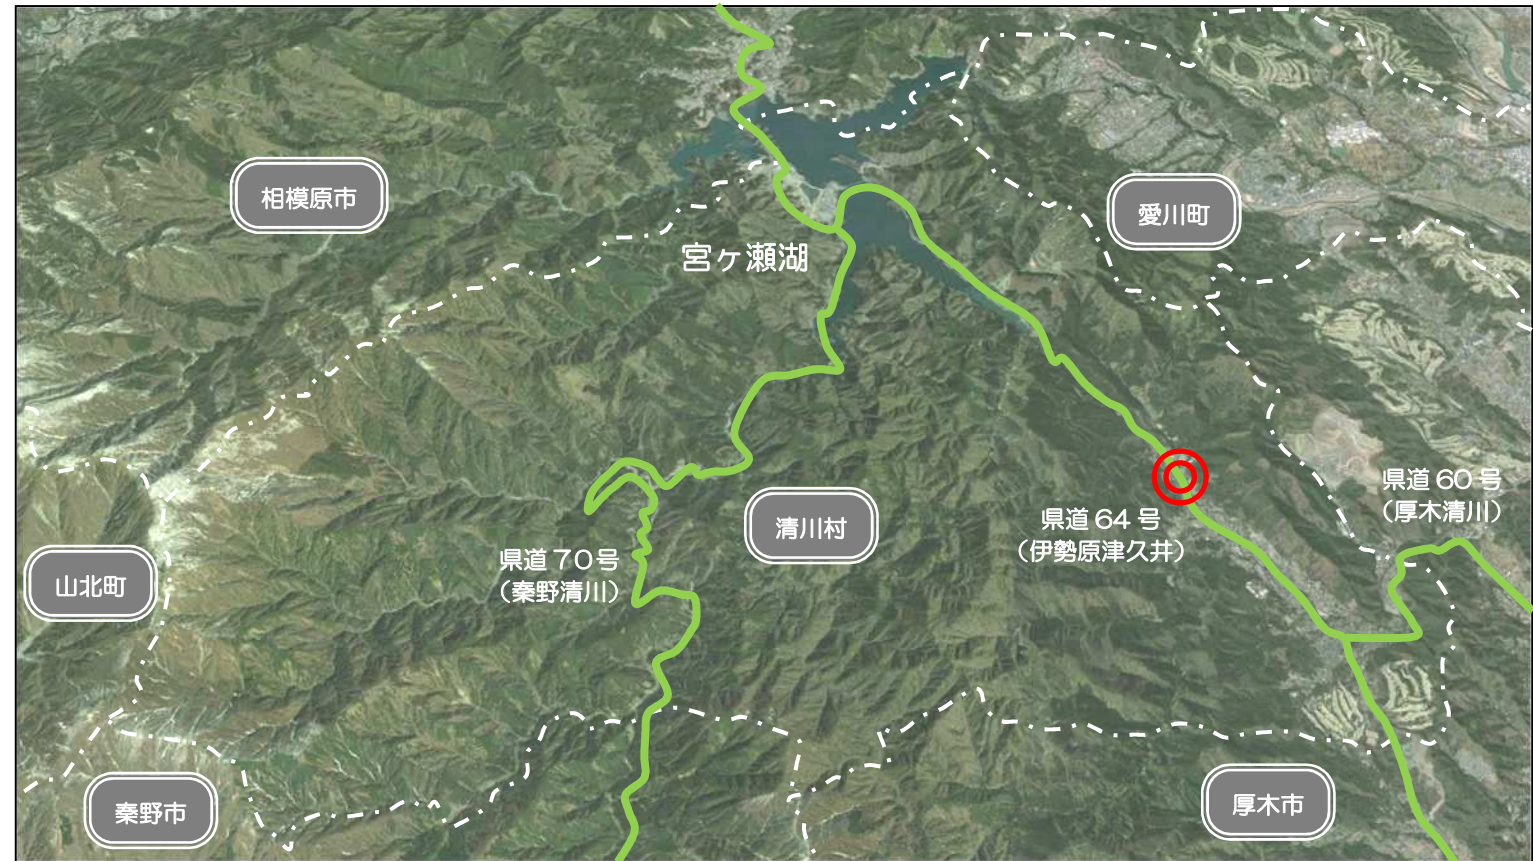 相模原市
愛川町
宮ヶ瀬湖
県道60号
(厚木清川)
県道64号
(伊勢原津久井)
清川村
県道70号
(秦野清川)
山北町
秦野市
厚木市